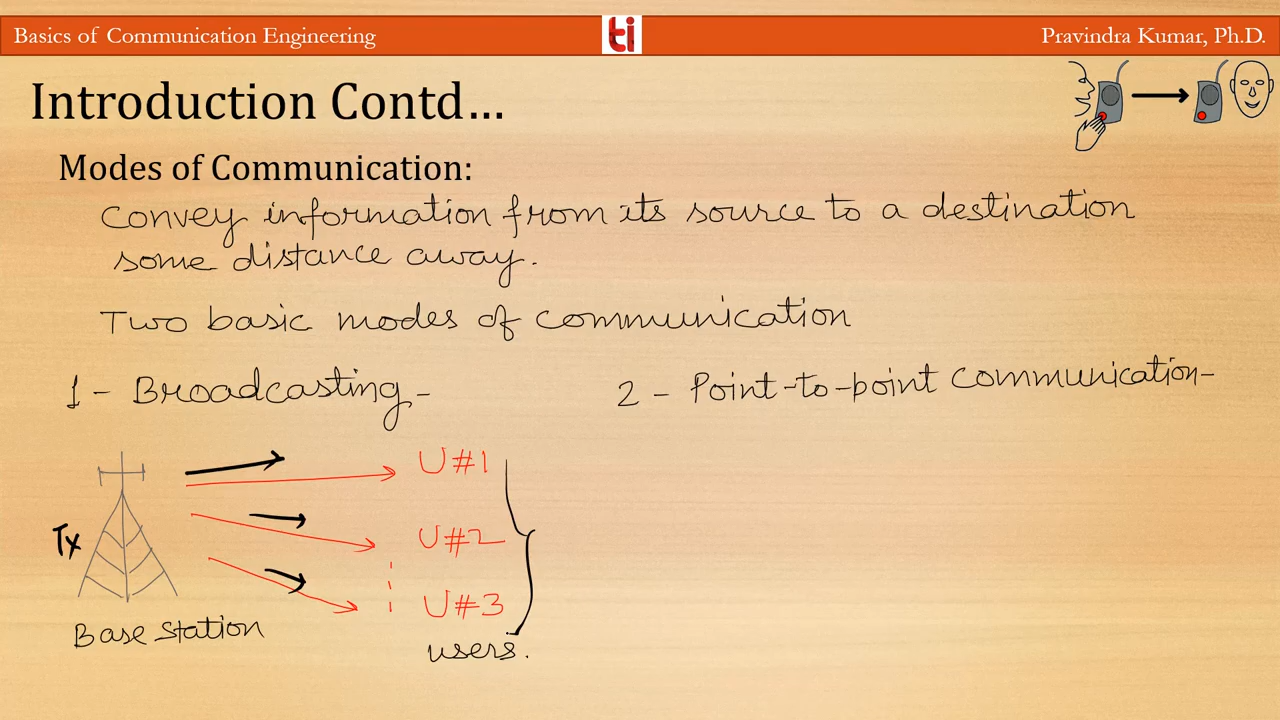 Basics of Communication Engineering
ti
Pravindra Kumar, Ph.D.
Introduction Contd...
Modes of Communication:
Convey information from its source to a destination
some distance away.
Two basic modes of communication
1 - Broadcasting -
2 - Point-to-point communication -
U#1
Tx
U#2
U#3
Base station
users.